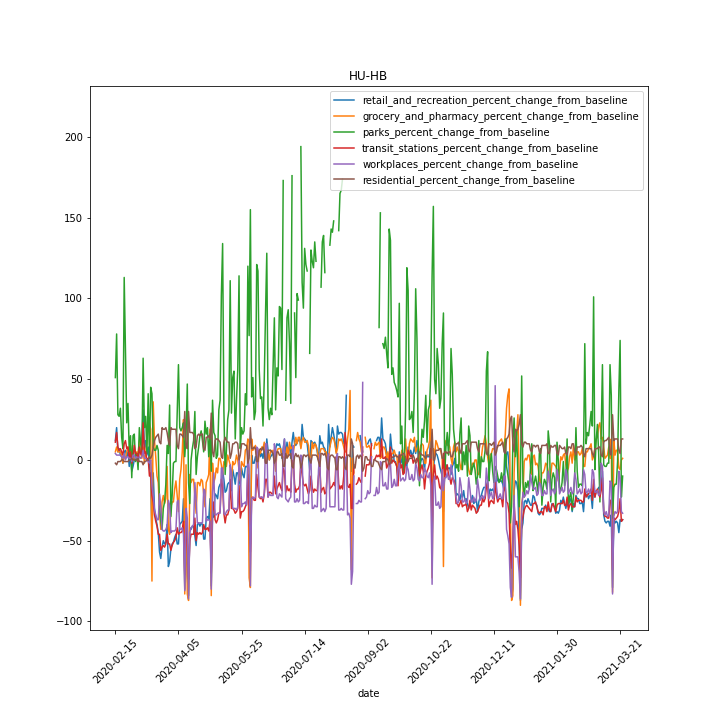 HU-HB
retail_and_recreation_percent_change_from_baseline
grocery_and_pharmacy_percent_change_from_baseline
parks_percent_change_from_baseline
transit_stations_percent_change_from_baseline
workplaces_percent_change_from_baseline
residential_percent_change_from_baseline
200
150
100
50
0
−50
−100
2020-02-15 2020-04-05 2020-05-25 2020-07-14 2020-09-02 2020-10-22 2020-12-11 2021-01-30 2021-03-21
date